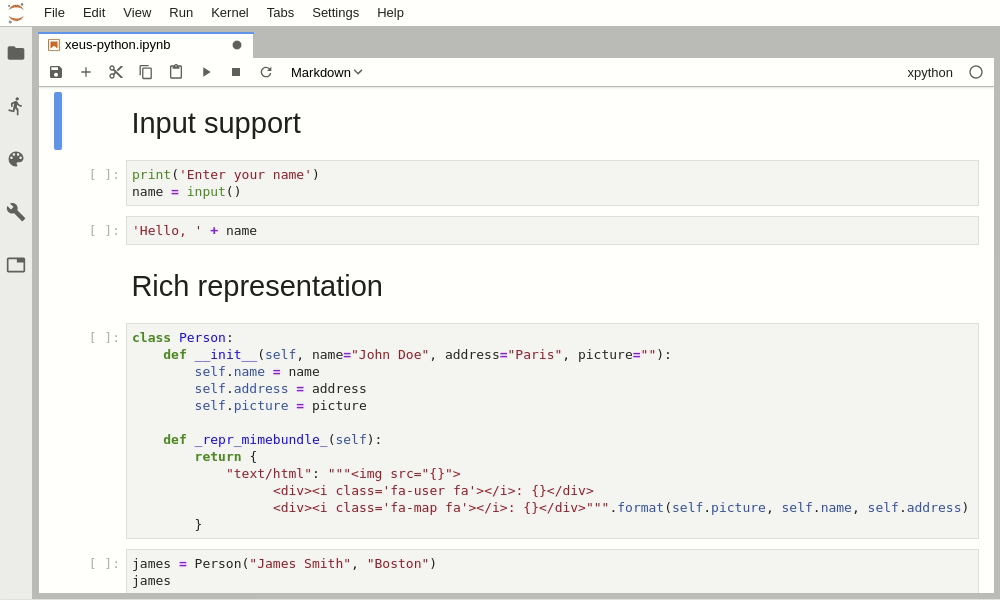 File Edit View Run Kernel Tabs Settings Help
xeus-python.ipynb
Markdown xpython
Input support
[ ]: print('Enter your name')
name = input()
[ ]: 'Hello, ' + name
Rich representation
[ ]: class Person:
    def __init__(self, name="John Doe", address="Paris", picture=""):
        self.name = name
        self.address = address
        self.picture = picture
    def _repr_mimebundle_(self):
        return {
            "text/html": """<img src="{}">
                  <div><i class='fa-user fa'></i>: {}</div>
                  <div><i class='fa-map fa'></i>: {}</div>""".format(self.picture, self.name, self.address)
        }
[ ]: james = Person("James Smith", "Boston")
james